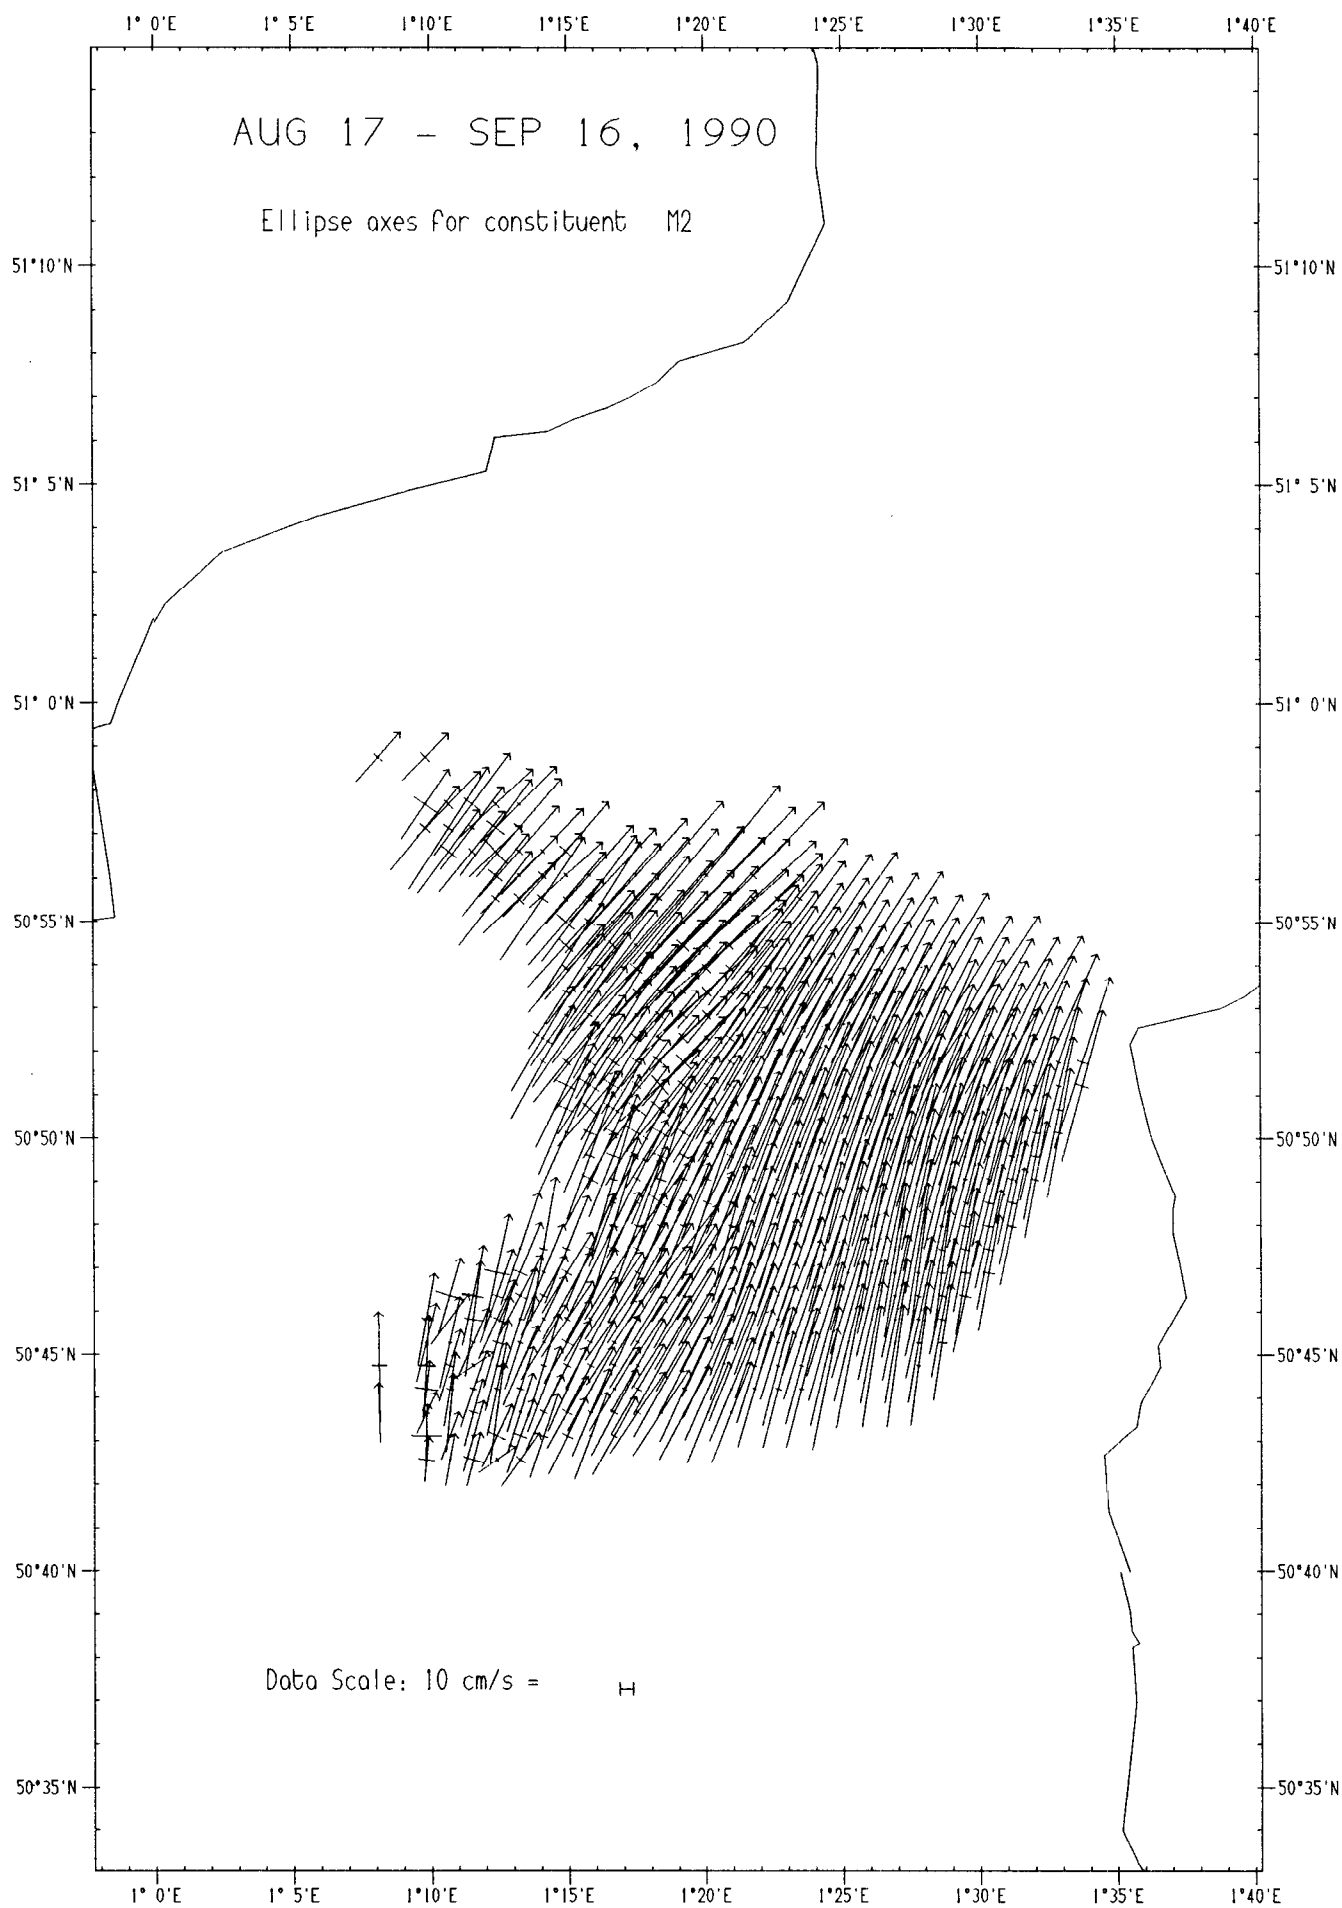 1° 0'E 1° 5'E 1°10'E 1°15'E 1°20'E 1°25'E 1°30'E 1°35'E 1°40'E
AUG 17 - SEP 16, 1990
Ellipse axes for constituent M2
51°10'N 51°10'N
51° 5'N 51° 5'N
51° 0'N 51° 0'N
50°55'N 50°55'N
50°50'N 50°50'N
50°45'N 50°45'N
50°40'N 50°40'N
Data Scale: 10 cm/s =
50°35'N 50°35'N
1° 0'E 1° 5'E 1°10'E 1°15'E 1°20'E 1°25'E 1°30'E 1°35'E 1°40'E